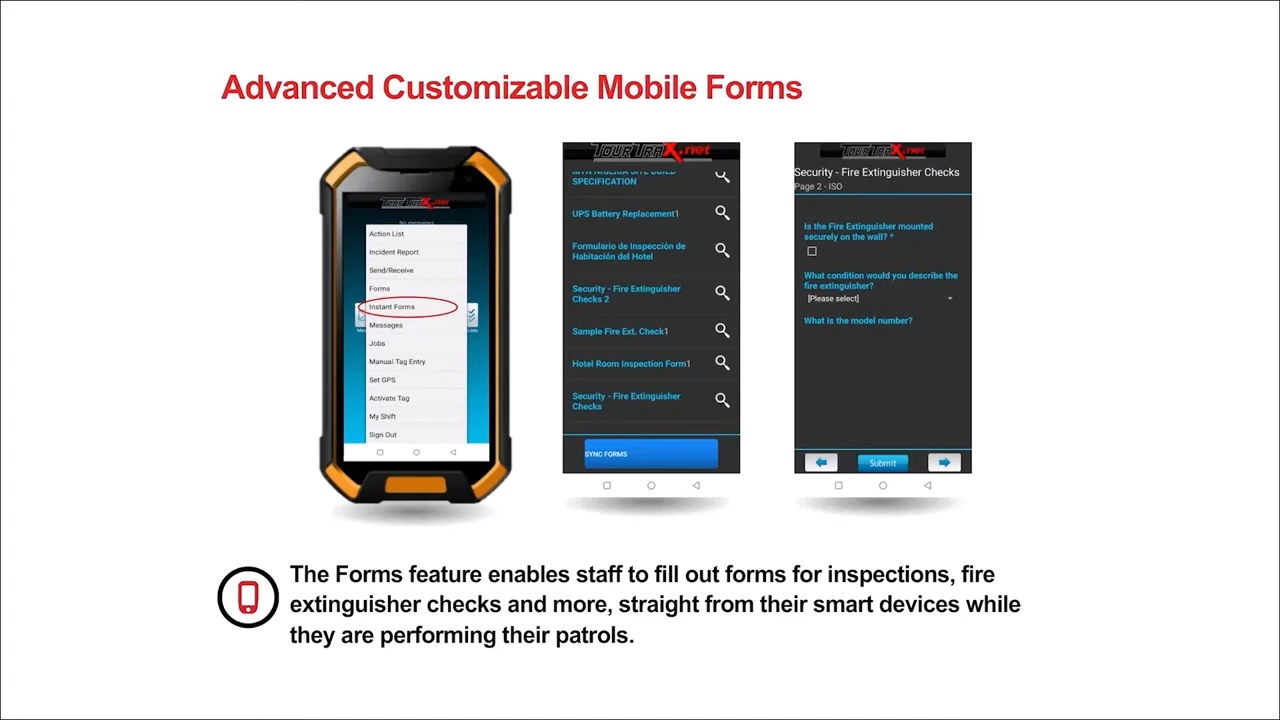 Advanced Customizable Mobile Forms
TOURTRAX.net
No messages
Action List
Incident Report
Send/Receive
Forms
Instant Forms
Messages
Jobs
Manual Tag Entry
Set GPS
Activate Tag
My Shift
Sign Out
TOURTRAX.net
MTN NIGERIA SITE BUILD
SPECIFICATION
UPS Battery Replacement1
Formulario de Inspección de
Habitación del Hotel
Security - Fire Extinguisher
Checks 2
Sample Fire Ext. Check1
Hotel Room Inspection Form1
Security - Fire Extinguisher
Checks
SYNC FORMS
TOURTRAX.net
Security - Fire Extinguisher Checks
Page 2 - ISO
Is the Fire Extinguisher mounted
securely on the wall? *
What condition would you describe the
fire extinguisher?
[Please select]
What is the model number?
Submit
The Forms feature enables staff to fill out forms for inspections, fire
extinguisher checks and more, straight from their smart devices while
they are performing their patrols.